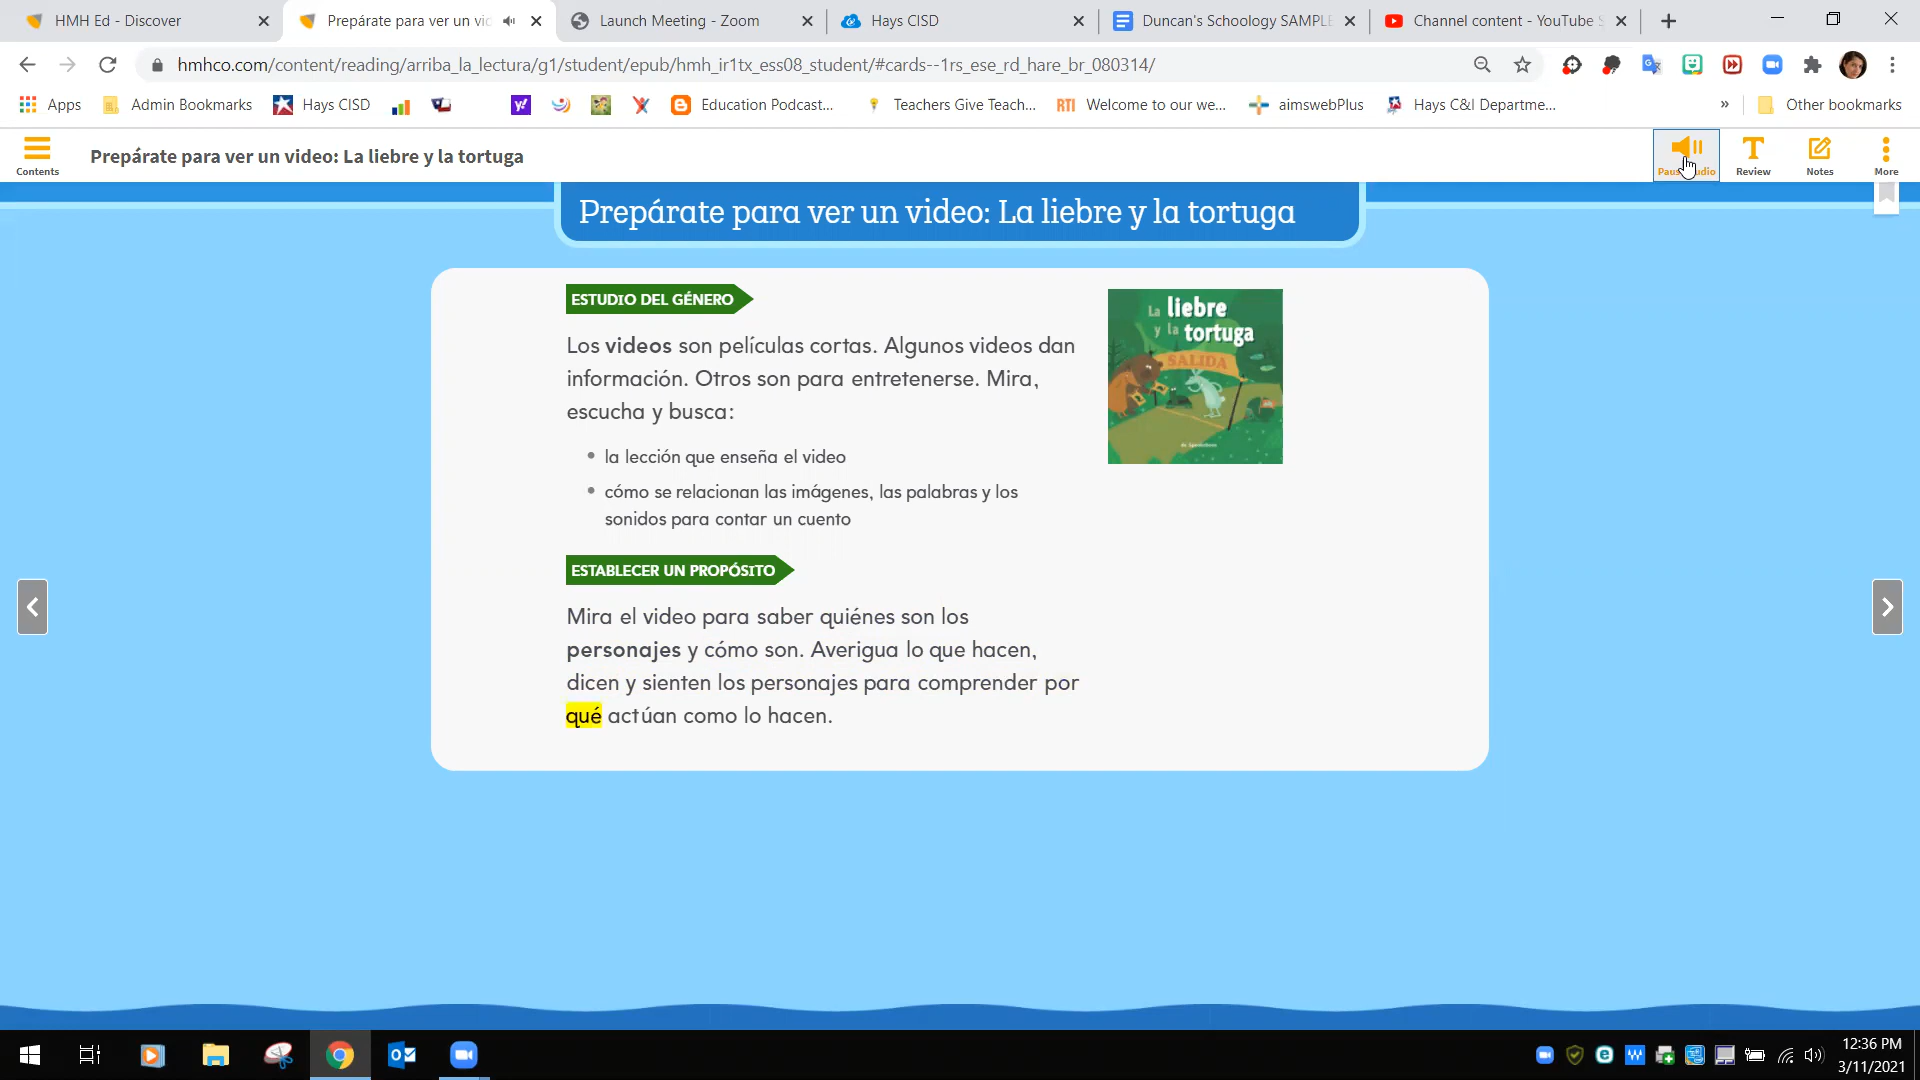 HMH Ed - Discover
Prepárate para ver un vid
Launch Meeting - Zoom
Hays CISD
Duncan's Schoology SAMPLE
Channel content - YouTube S
hmhco.com/content/reading/arriba_la_lectura/g1/student/epub/hmh_ir1tx_ess08_student/#cards--1rs_ese_rd_hare_br_080314/
Apps
Admin Bookmarks
Hays CISD
Education Podcast...
Teachers Give Teach...
RTI Welcome to our we...
aimswebPlus
Hays C&I Departme...
»
Other bookmarks
Contents
Prepárate para ver un video: La liebre y la tortuga
Review
Notes
More
Prepárate para ver un video: La liebre y la tortuga
ESTUDIO DEL GÉNERO
Los videos son películas cortas. Algunos videos dan
información. Otros son para entretenerse. Mira,
escucha y busca:
• la lección que enseña el video
• cómo se relacionan las imágenes, las palabras y los
sonidos para contar un cuento
La liebre
y la tortuga
SALIDA
ESTABLECER UN PROPÓSITO
Mira el video para saber quiénes son los
personajes y cómo son. Averigua lo que hacen,
dicen y sienten los personajes para comprender por
qué actúan como lo hacen.
12:36 PM
3/11/2021